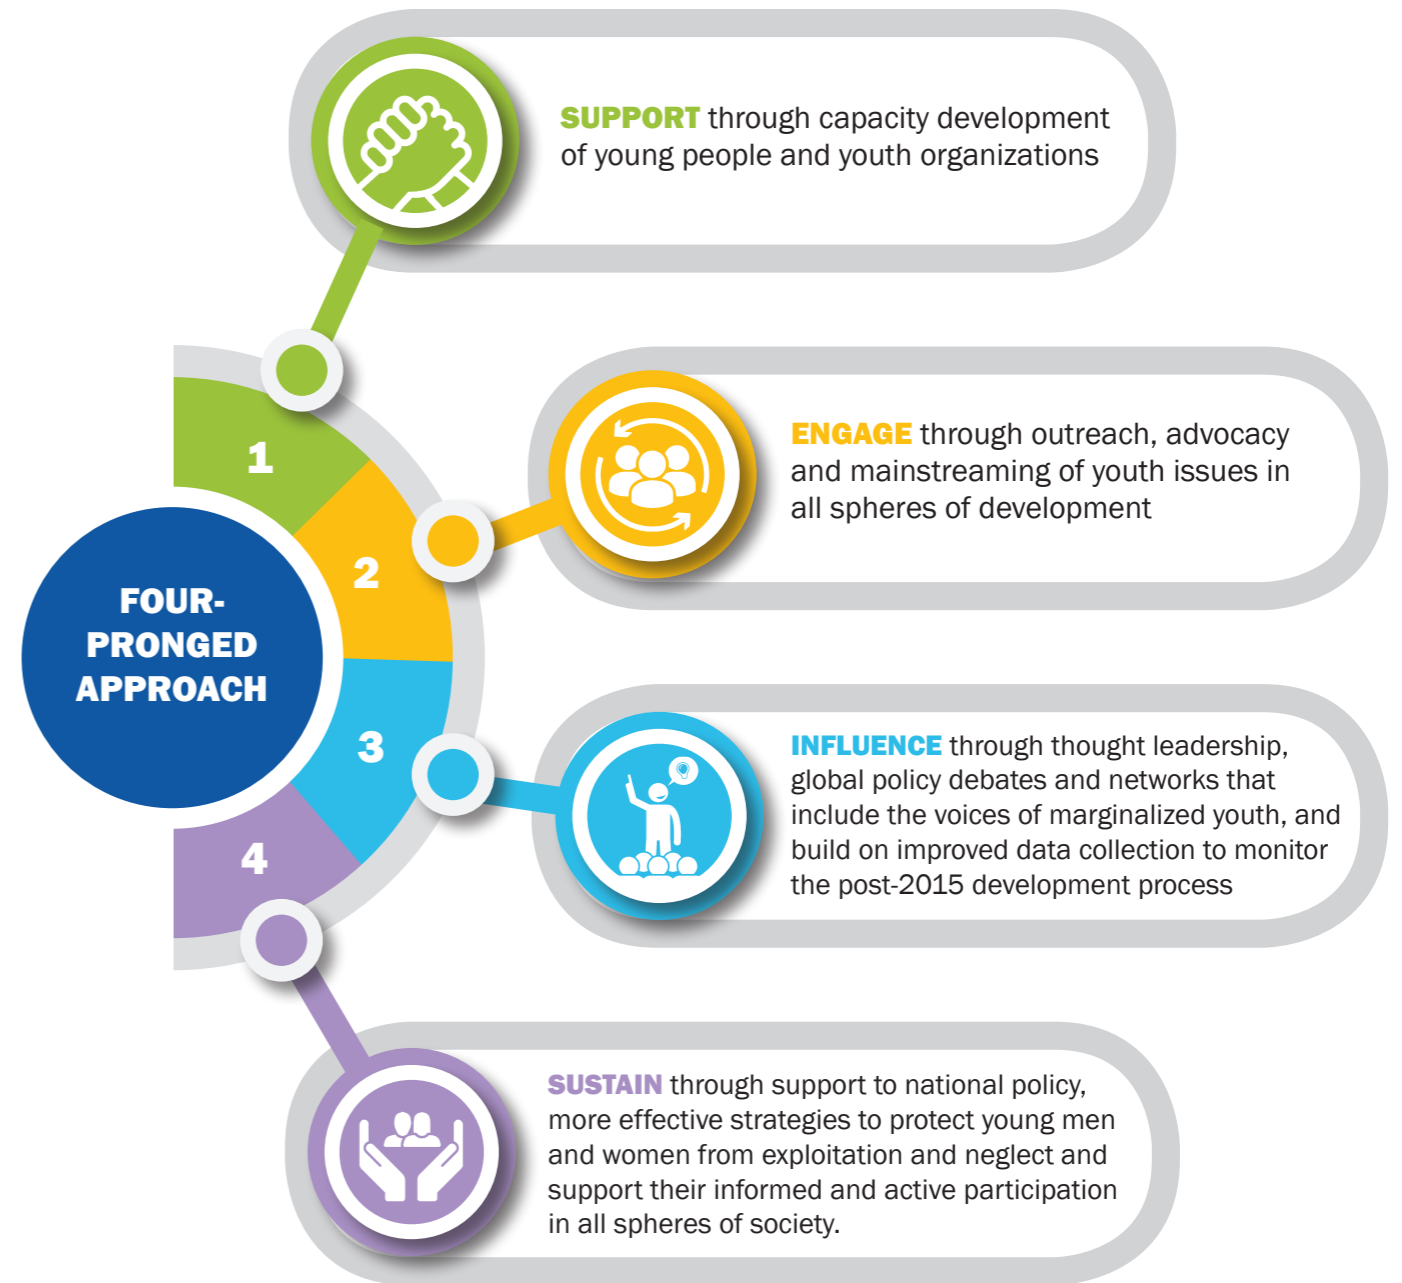 SUPPORT through capacity development
of young people and youth organizations
1
ENGAGE through outreach, advocacy
and mainstreaming of youth issues in
all spheres of development
2
FOUR-
PRONGED
APPROACH
3
INFLUENCE through thought leadership,
global policy debates and networks that
include the voices of marginalized youth, and
build on improved data collection to monitor
the post-2015 development process
4
SUSTAIN through support to national policy,
more effective strategies to protect young men
and women from exploitation and neglect and
support their informed and active participation
in all spheres of society.